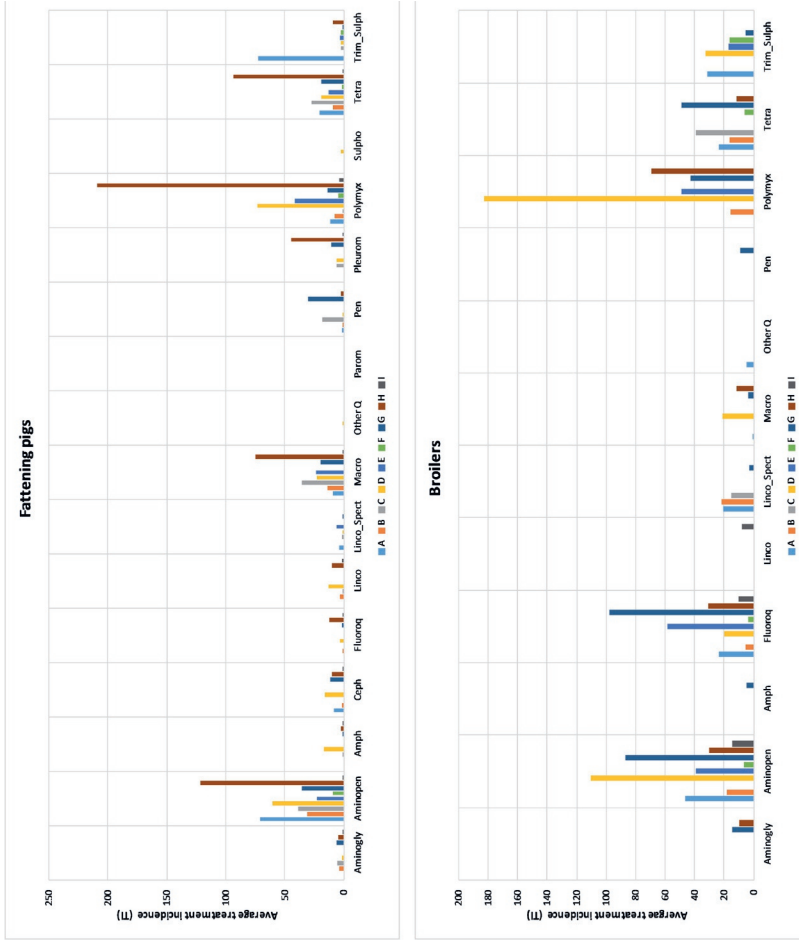 Fattening pigs
Average treatment incidence (TI)
250
200
150
100
50
0
Aminogly Aminopen Amph Ceph Fluoroq Linco Linco_Spect Macro Other Q Parom Pen Pleurom Polymyx Sulpho Tetra Trim_Sulph
A B C D E F G H I
Broilers
Avergae treatment incidence (TI)
200
180
160
140
120
100
80
60
40
20
0
Aminogly Aminopen Amph Fluoroq Linco Linco_Spect Macro Other Q Pen Polymyx Tetra Trim_Sulph
A B C D E F G H I